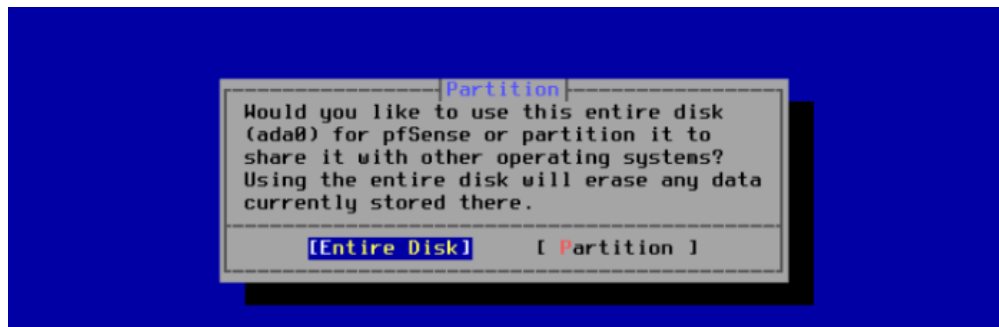 Partition
Would you like to use this entire disk
(ada0) for pfSense or partition it to
share it with other operating systems?
Using the entire disk will erase any data
currently stored there.
[Entire Disk] [ Partition ]